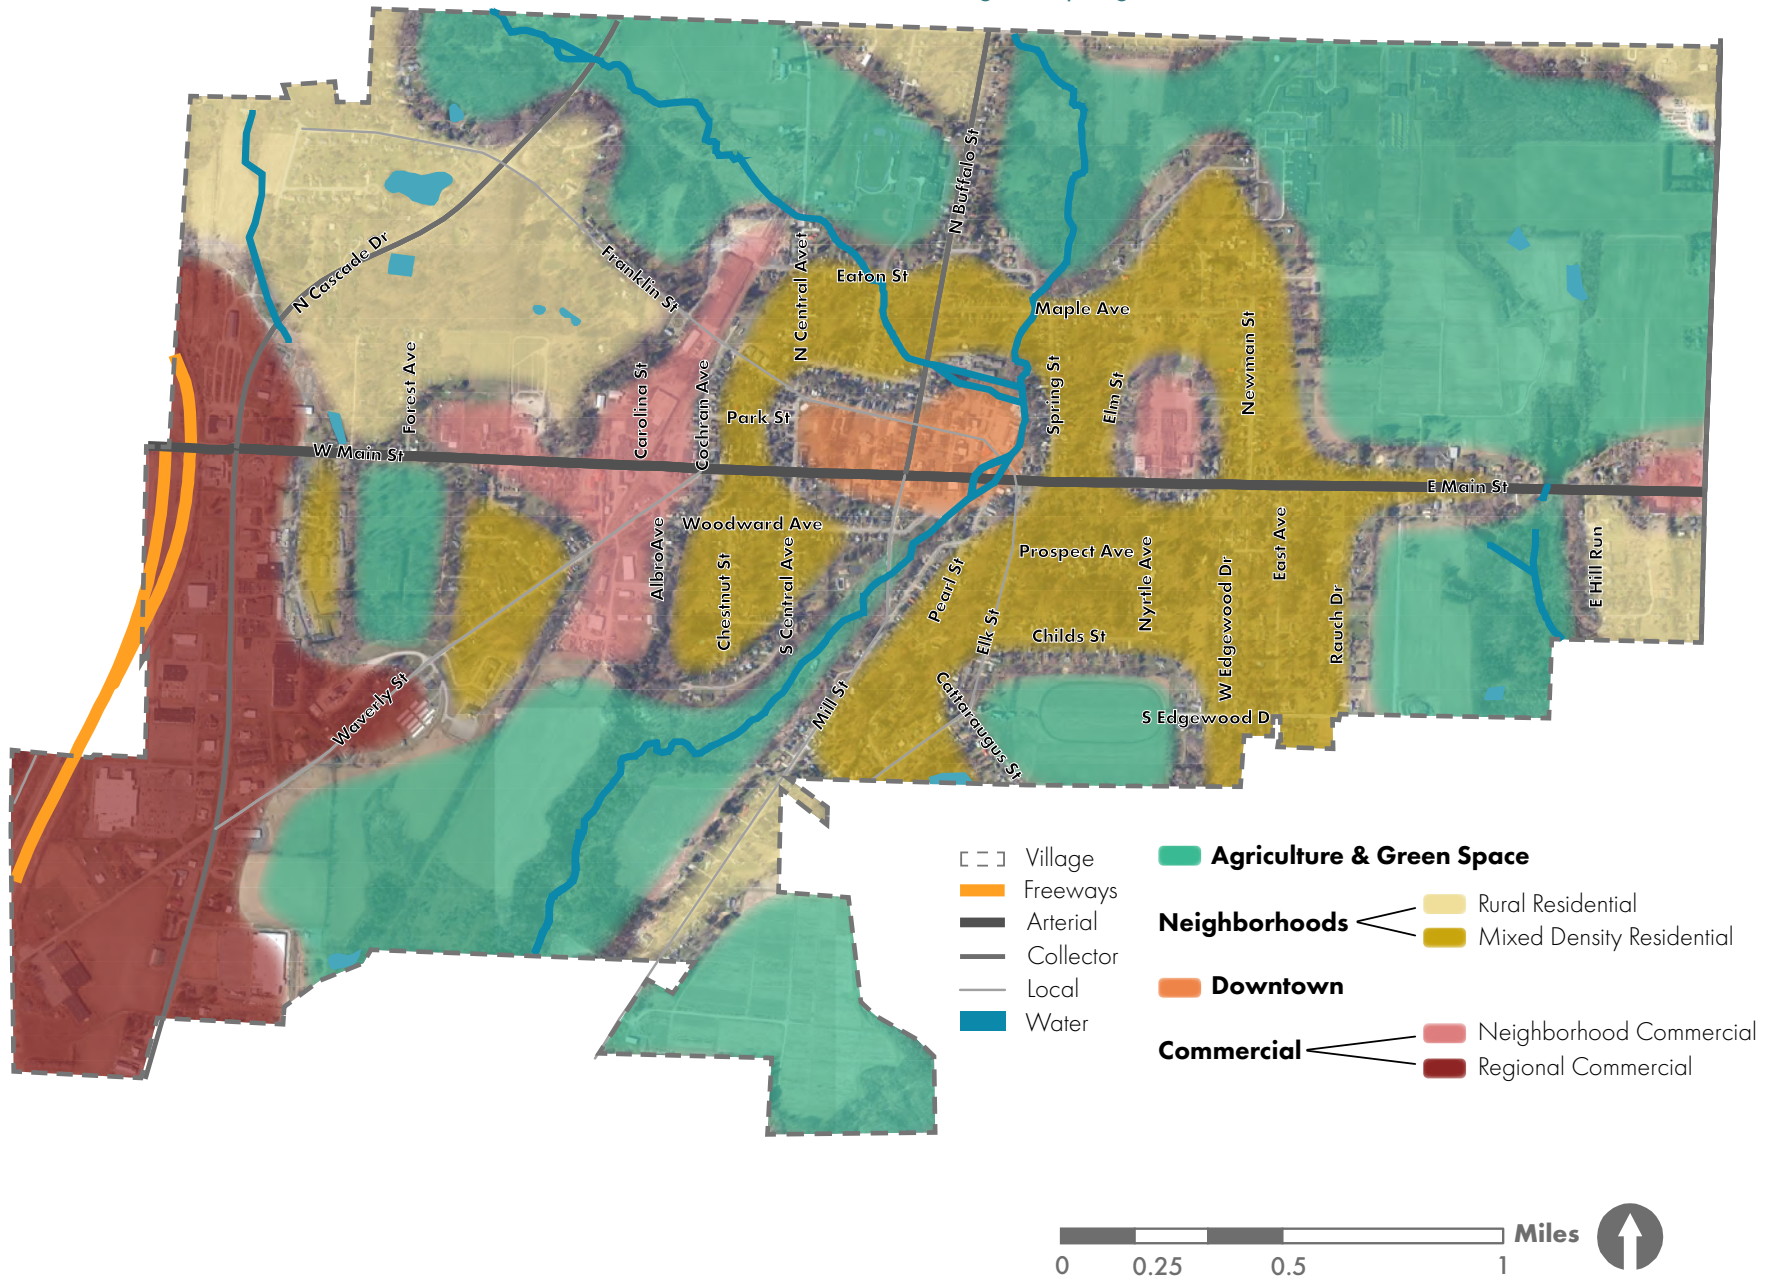 N Buffalo St
N Cascade Dr
Franklin St
N Central Avet
Eaton St
Maple Ave
Forest Ave
Carolina St
Cochran Ave
Park St
Spring St
Elm St
Newman St
W Main St
E Main St
Woodward Ave
AlbroAve
Chestnut St
S Central Ave
Pearl St
Prospect Ave
Nyrtle Ave
East Ave
E Hill Run
Elk St
Childs St
W Edgewood Dr
Rauch Dr
Waverly St
Mill St
Cattaraugus St
S Edgewood D
Village
Freeways
Arterial
Collector
Local
Water
Agriculture & Green Space
Neighborhoods
Rural Residential
Mixed Density Residential
Downtown
Commercial
Neighborhood Commercial
Regional Commercial
Miles
0 0.25 0.5 1